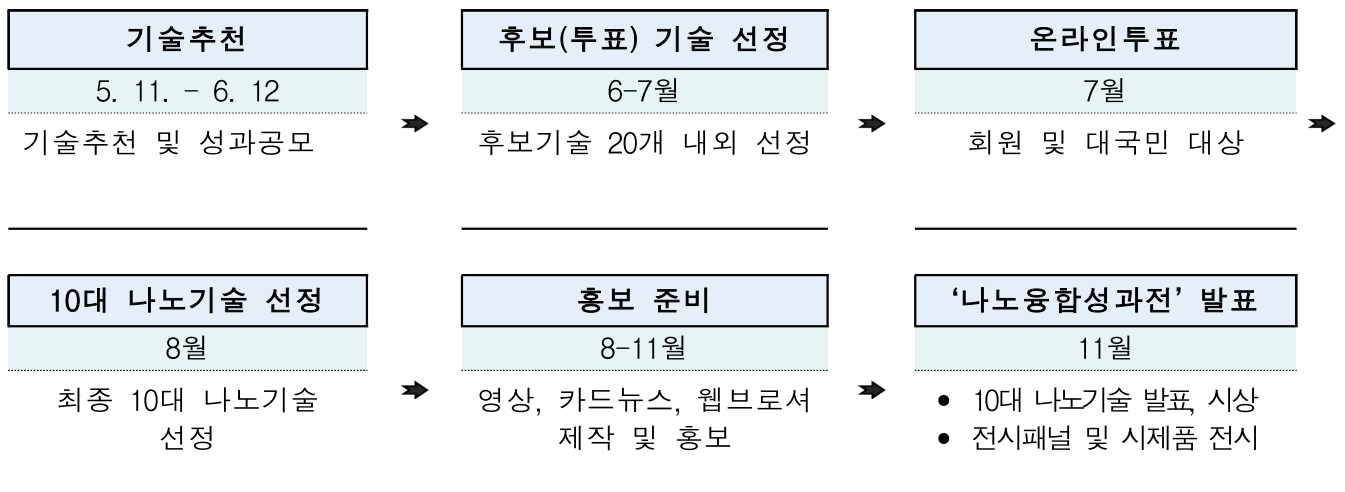 기술추천
5. 11. - 6. 12
기술추천 및 성과공모
후보(투표) 기술 선정
6-7월
후보기술 20개 내외 선정
온라인투표
7월
회원 및 대국민 대상
10대 나노기술 선정
8월
최종 10대 나노기술
선정
홍보 준비
8-11월
영상, 카드뉴스, 웹브로셔
제작 및 홍보
‘나노융합성과전’ 발표
11월
• 10대 나노기술 발표, 시상
• 전시패널 및 시제품 전시